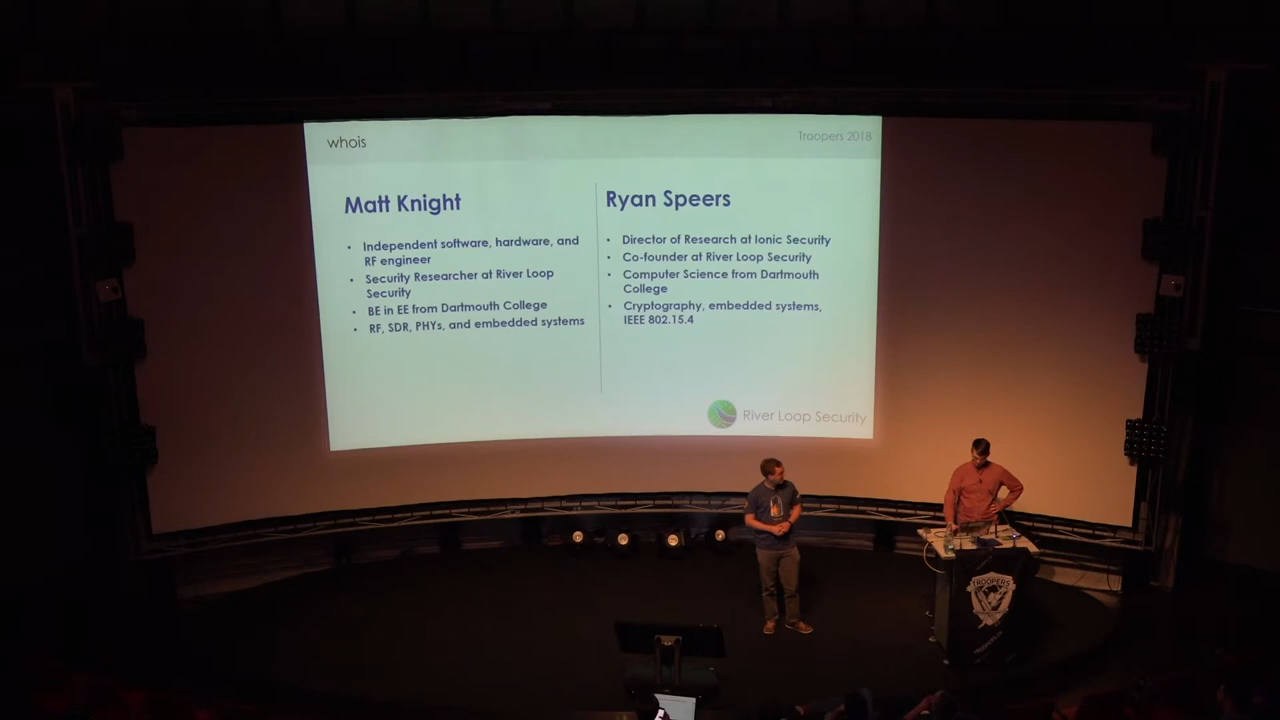 whois
Troopers 2018
Matt Knight
• Independent software, hardware, and
RF engineer
• Security Researcher at River Loop
Security
• BE in EE from Dartmouth College
• RF, SDR, PHYs, and embedded systems
Ryan Speers
• Director of Research at Ionic Security
• Co-founder at River Loop Security
• Computer Science from Dartmouth
College
• Cryptography, embedded systems,
IEEE 802.15.4
River Loop Security
TROOPERS